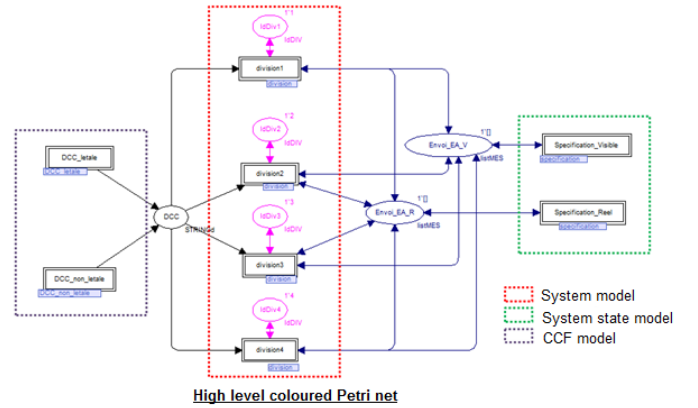 1`1
IdDiv1
IdDIV
division1
division
1`2
IdDiv2
IdDIV
division2
division
1`3
IdDiv3
IdDIV
division3
division
1`4
IdDiv4
IdDIV
division4
division
DCC_letale
DCC_letale
DCC_non_letale
DCC_non_letale
DCC
STRINGd
1`[]
Envoi_EA_V
listMES
1`[]
Envoi_EA_R
listMES
Specification_Visible
specification
Specification_Reel
specification
System model
System state model
CCF model
High level coloured Petri net